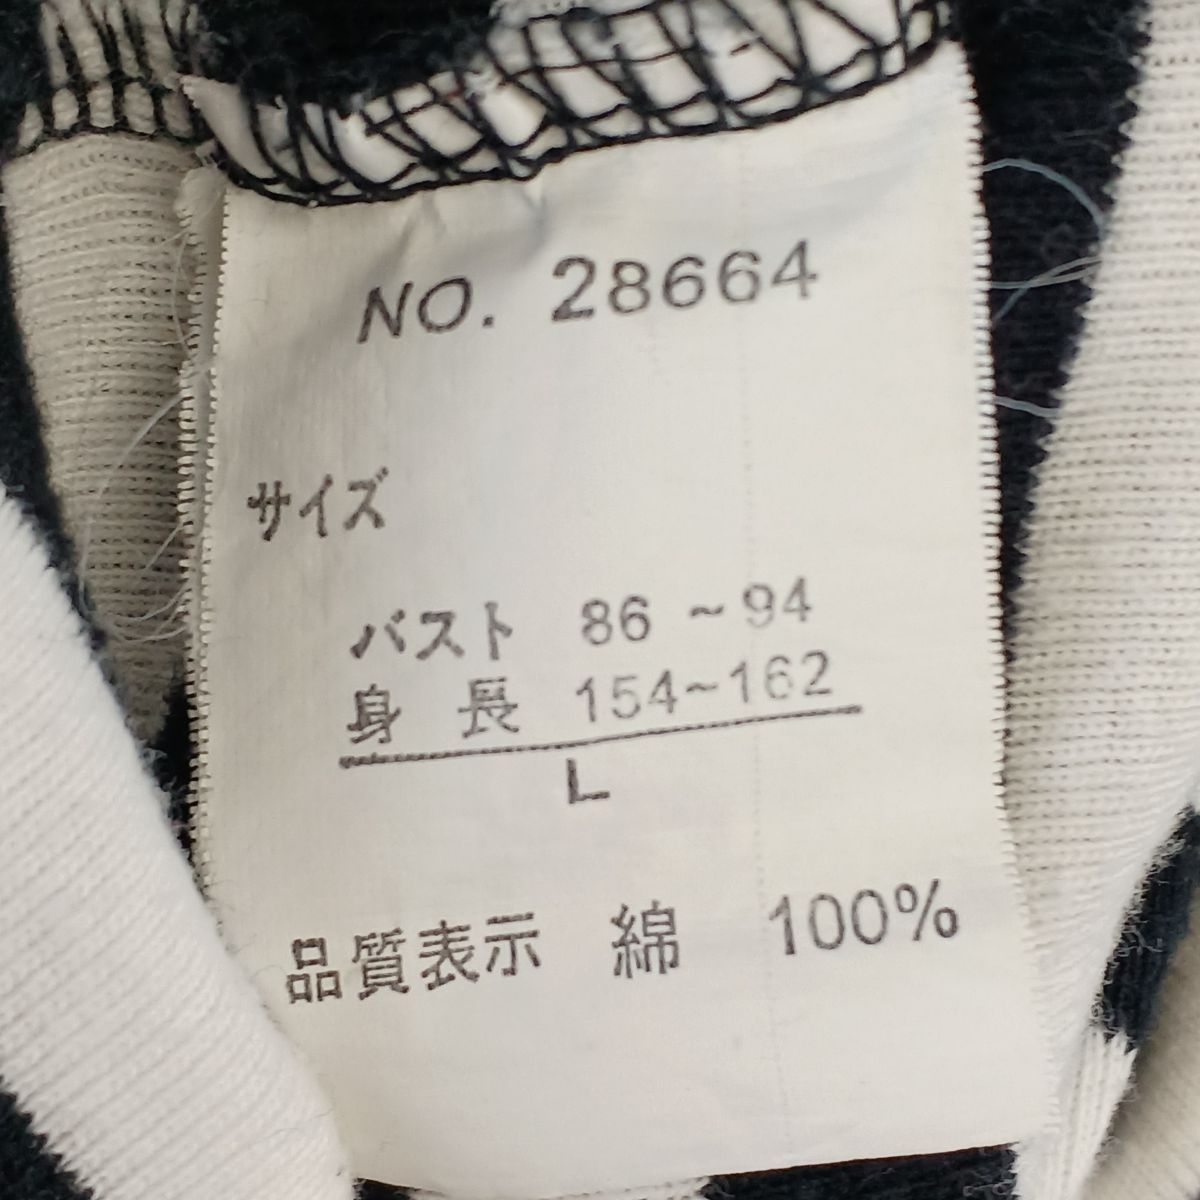 NO. 28664
サイズ
バスト 86 ~94
身 長 154~162
L
品質表示 綿 100%